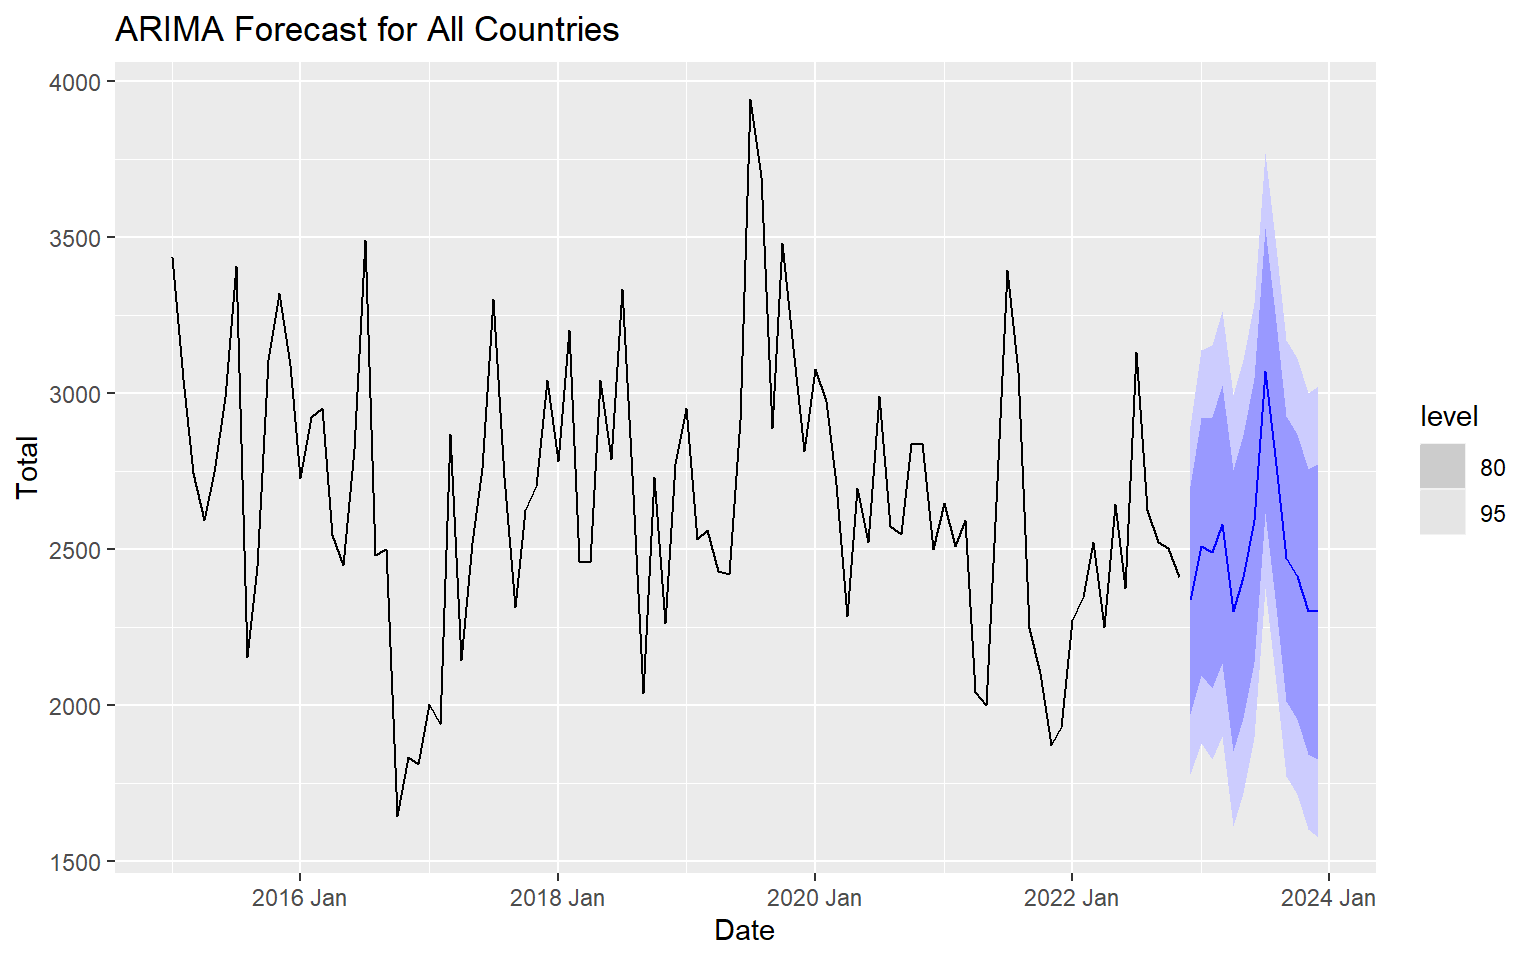 ARIMA Forecast for All Countries
4000
3500
3000
2500
2000
1500
Total
2016 Jan
2018 Jan
2020 Jan
2022 Jan
2024 Jan
Date
level
80
95